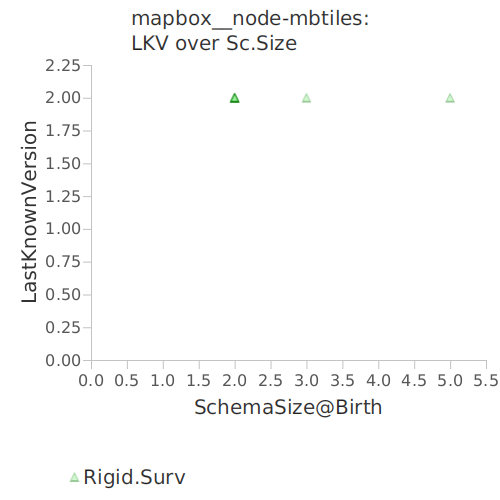 mapbox__node-mbtiles:
LKV over Sc.Size
2.25
2.00
1.75
1.50
1.25
1.00
0.75
0.50
0.25
0.00
LastKnownVersion
0.0 0.5 1.0 1.5 2.0 2.5 3.0 3.5 4.0 4.5 5.0 5.5
SchemaSize@Birth
Rigid.Surv